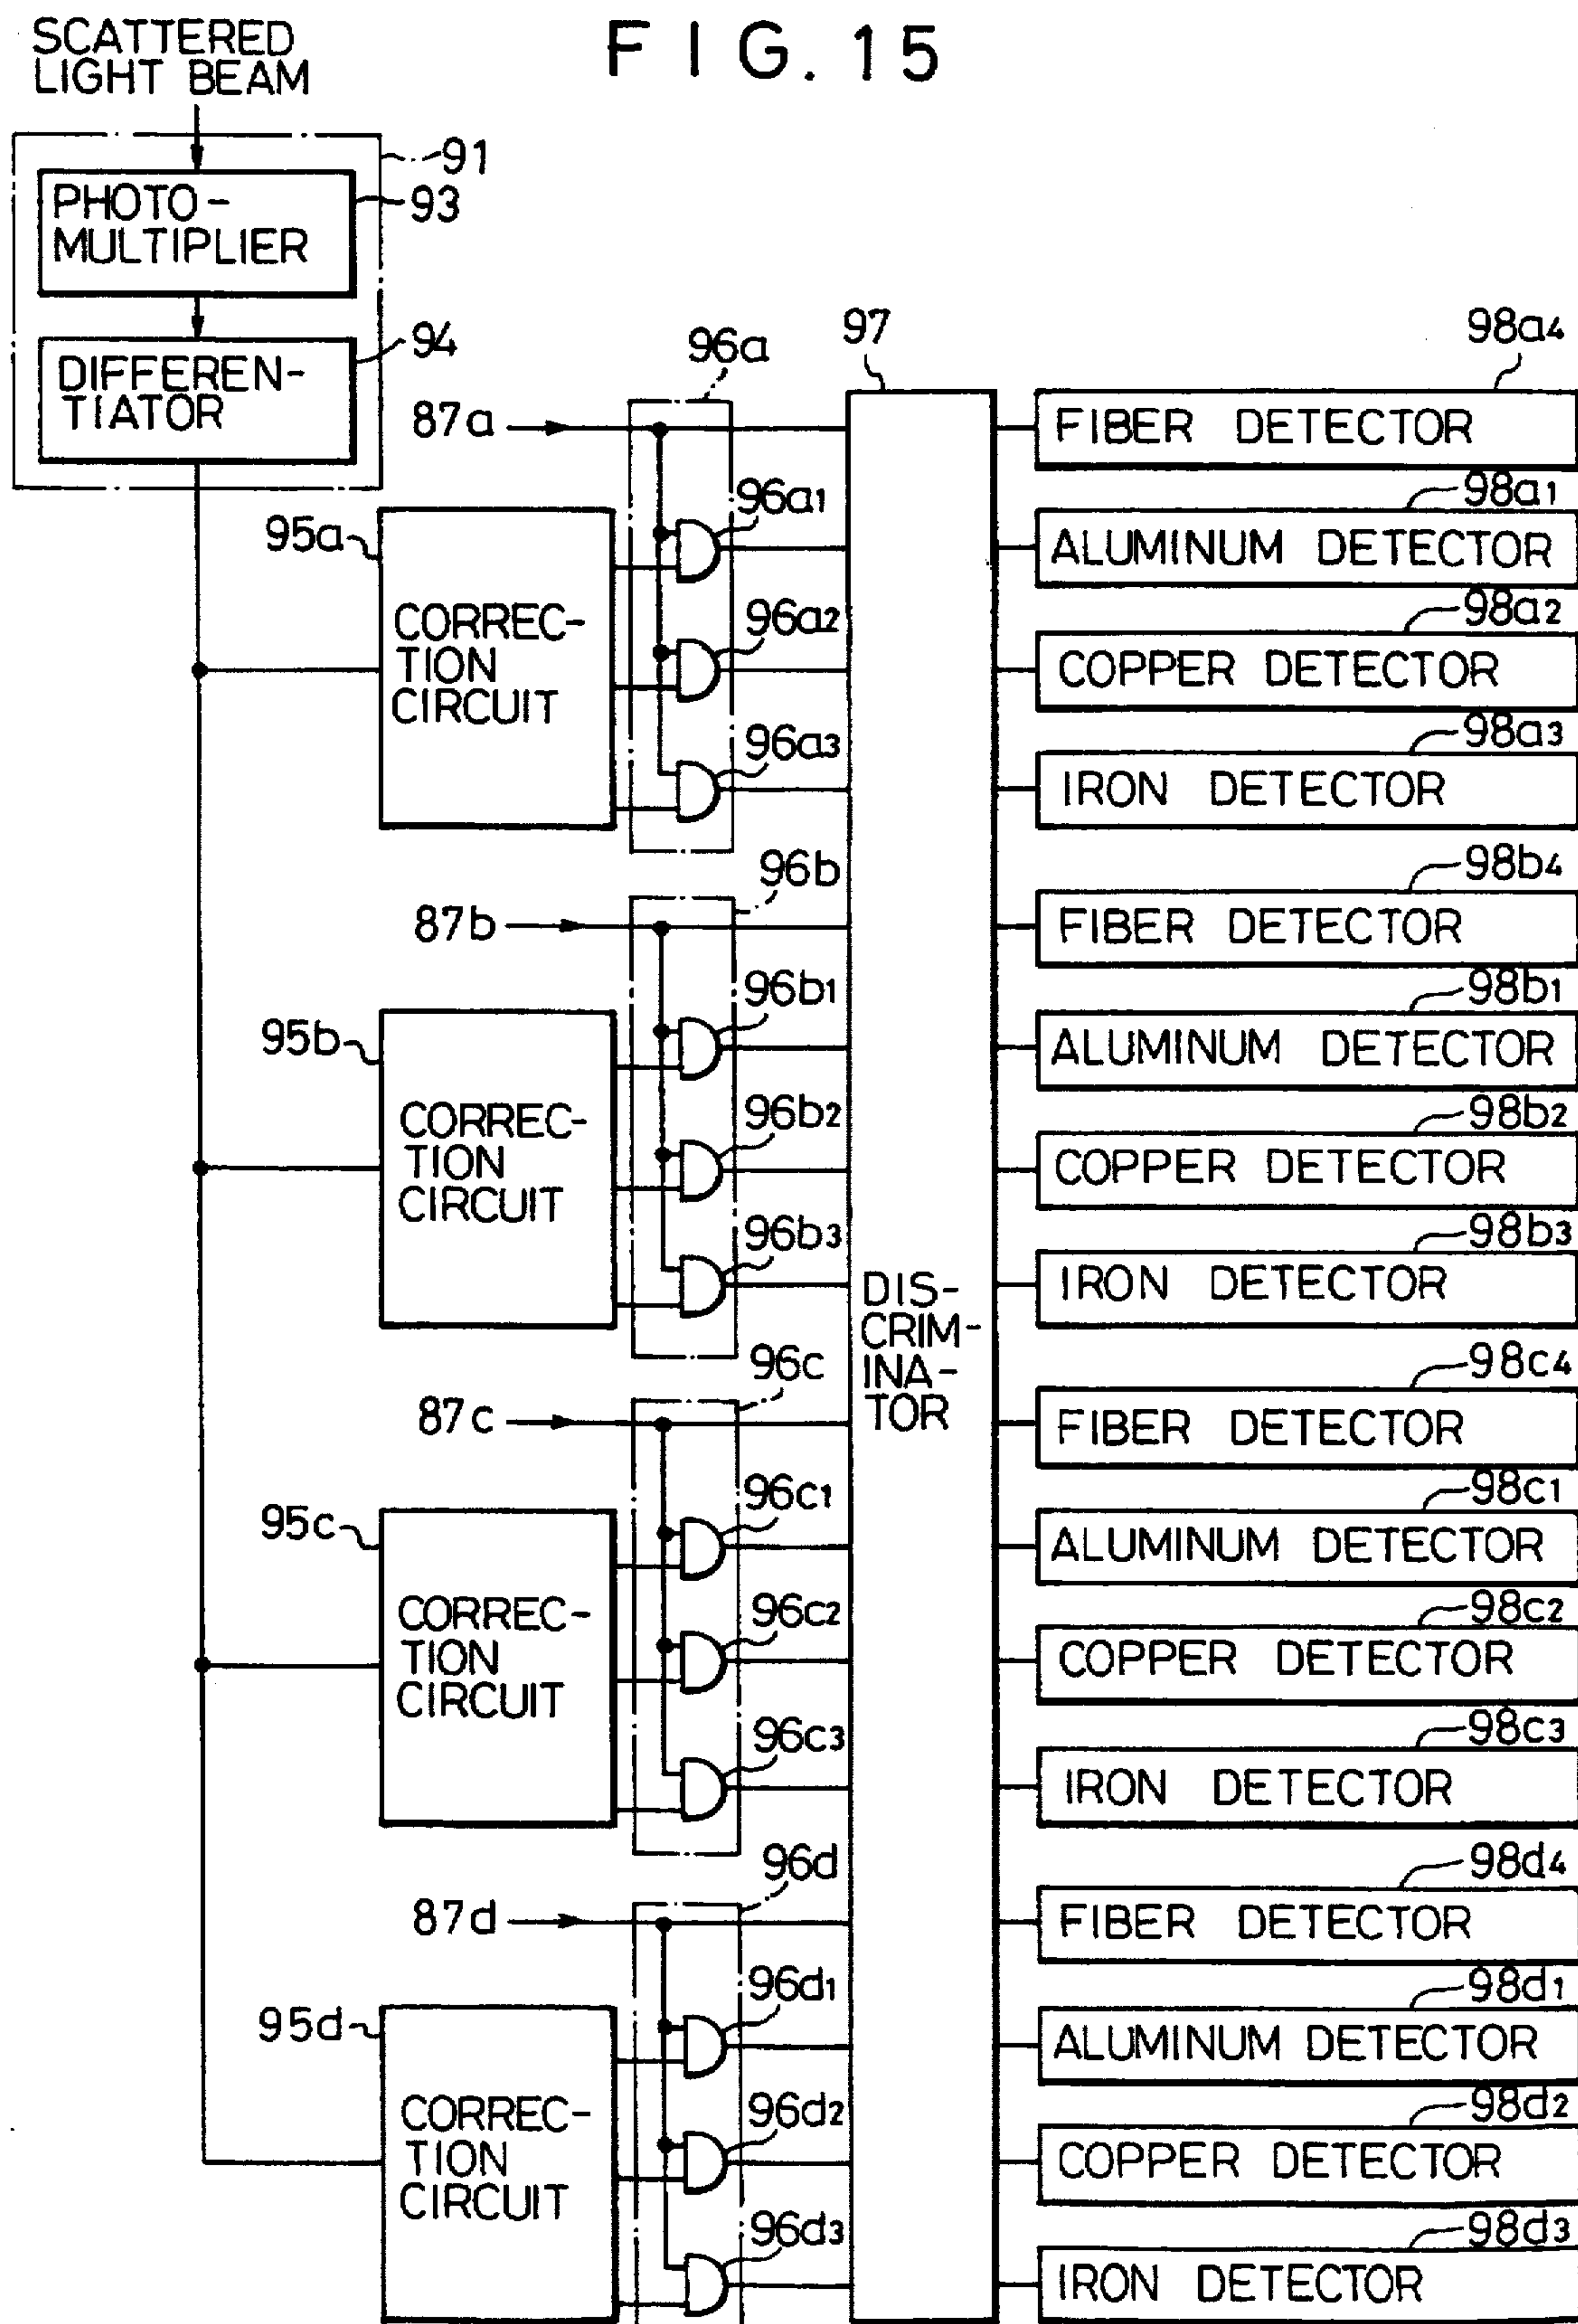 FIG. 15
SCATTERED
LIGHT BEAM
91
PHOTO-
MULTIPLIER
93
DIFFEREN-
TIATOR
94
87a
96a
97
98a4
FIBER DETECTOR
95a
CORREC-
TION
CIRCUIT
96a1
98a1
ALUMINUM DETECTOR
96a2
98a2
COPPER DETECTOR
96a3
98a3
IRON DETECTOR
87b
96b
98b4
FIBER DETECTOR
95b
CORREC-
TION
CIRCUIT
96b1
98b1
ALUMINUM DETECTOR
96b2
98b2
COPPER DETECTOR
96b3
98b3
IRON DETECTOR
DIS-
CRIM-
INA-
TOR
87c
96c
98c4
FIBER DETECTOR
95c
CORREC-
TION
CIRCUIT
96c1
98c1
ALUMINUM DETECTOR
96c2
98c2
COPPER DETECTOR
96c3
98c3
IRON DETECTOR
87d
96d
98d4
FIBER DETECTOR
95d
CORREC-
TION
CIRCUIT
96d1
98d1
ALUMINUM DETECTOR
96d2
98d2
COPPER DETECTOR
96d3
98d3
IRON DETECTOR